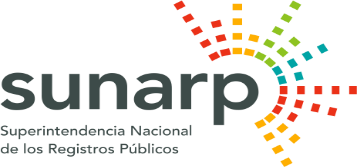 sunarp
Superintendencia Nacional
de los Registros Públicos